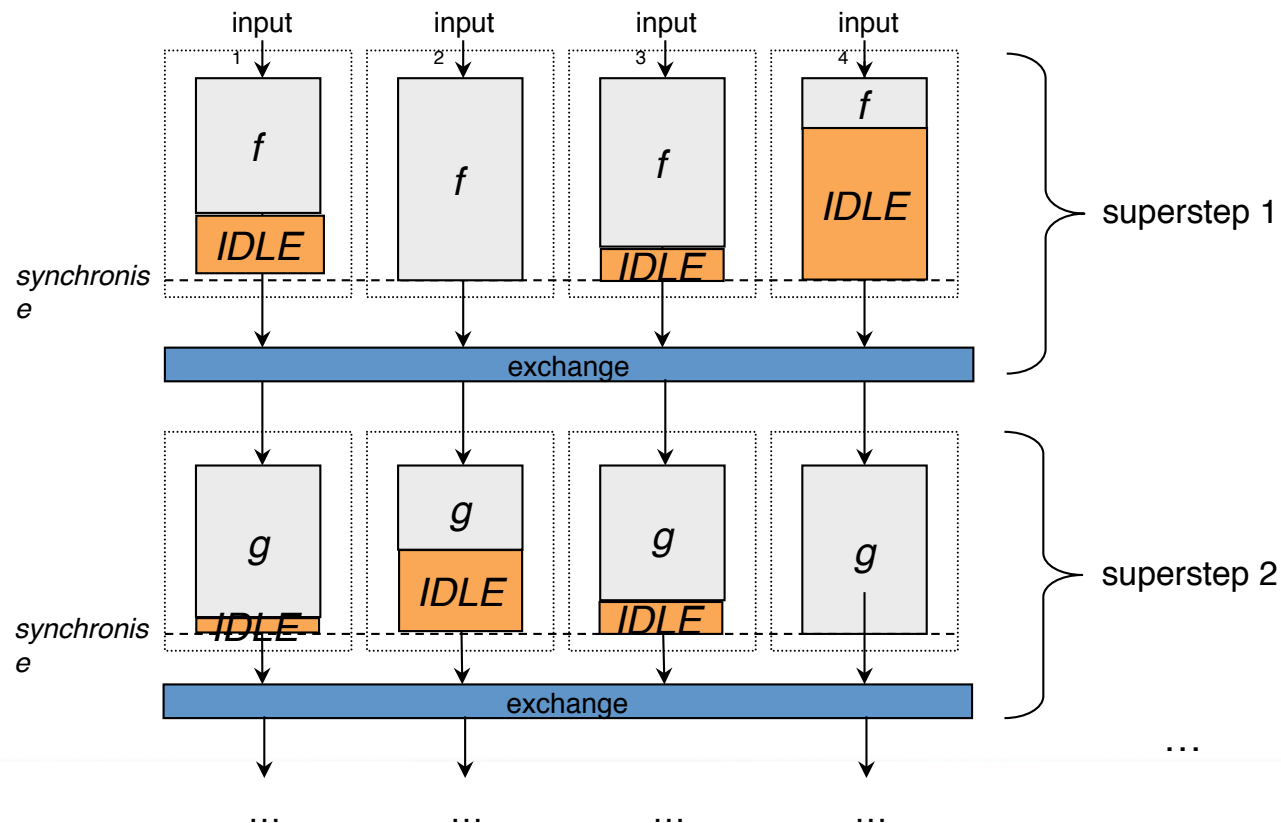 input input input input
1 2 3 4
f f f f
IDLE IDLE IDLE
superstep 1
synchronis
e
exchange
g g g g
IDLE IDLE IDLE
superstep 2
synchronis
e
exchange
...
... ... ... ...